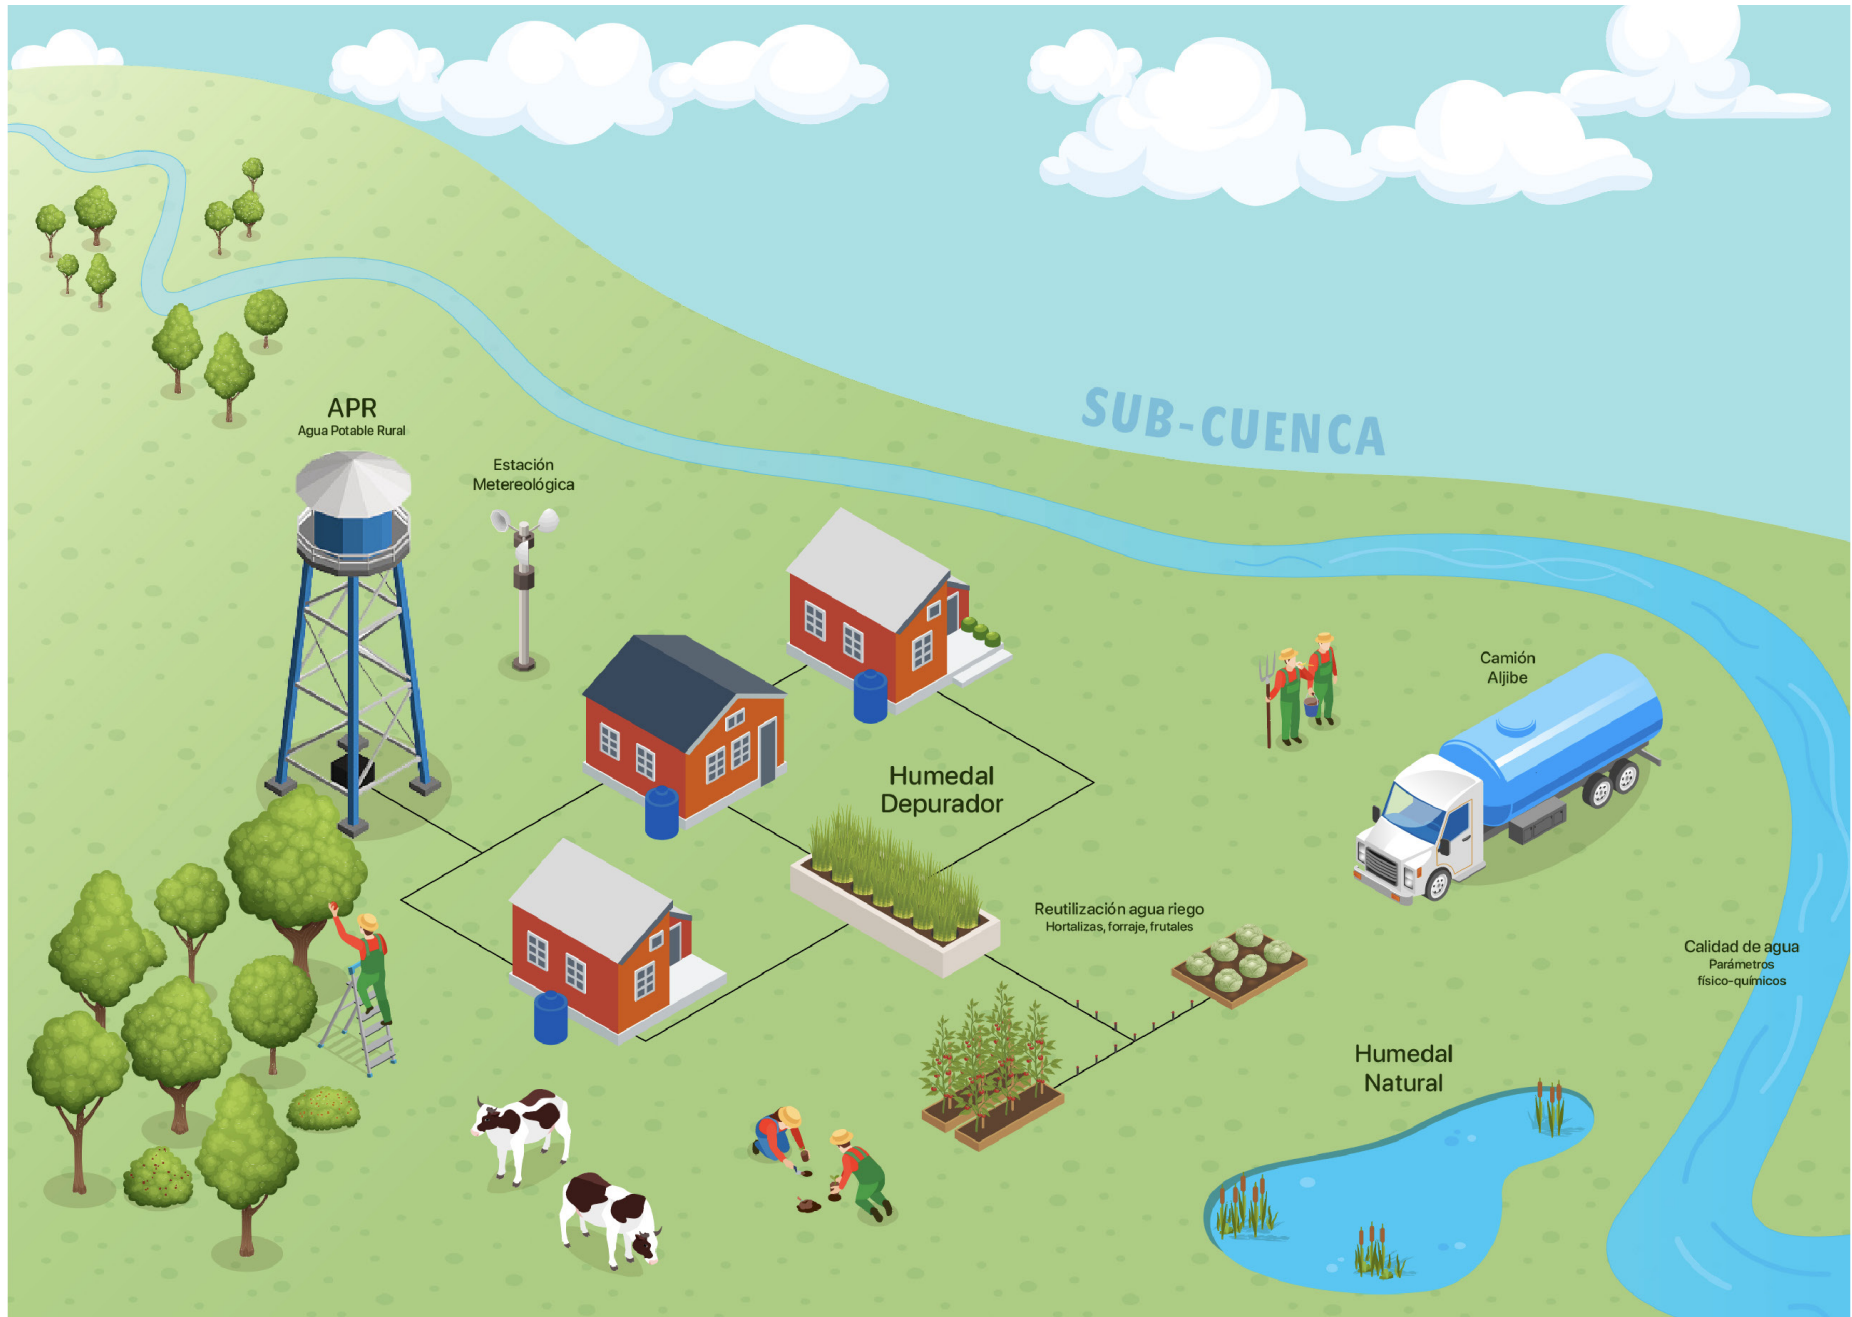 SUB-CUENCA
APR
Agua Potable Rural
Estación
Metereológica
Camión
Aljibe
Humedal
Depurador
Reutilización agua riego
Hortalizas, forraje, frutales
Calidad de agua
Parámetros
físico-químicos
Humedal
Natural